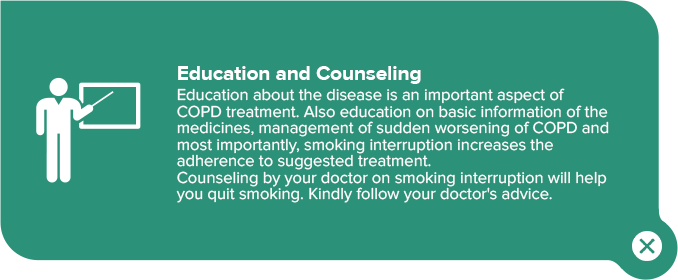 Education and Counseling
Education about the disease is an important aspect of
COPD treatment. Also education on basic information of the
medicines, management of sudden worsening of COPD and
most importantly, smoking interruption increases the
adherence to suggested treatment.
Counseling by your doctor on smoking interruption will help
you quit smoking. Kindly follow your doctor's advice.